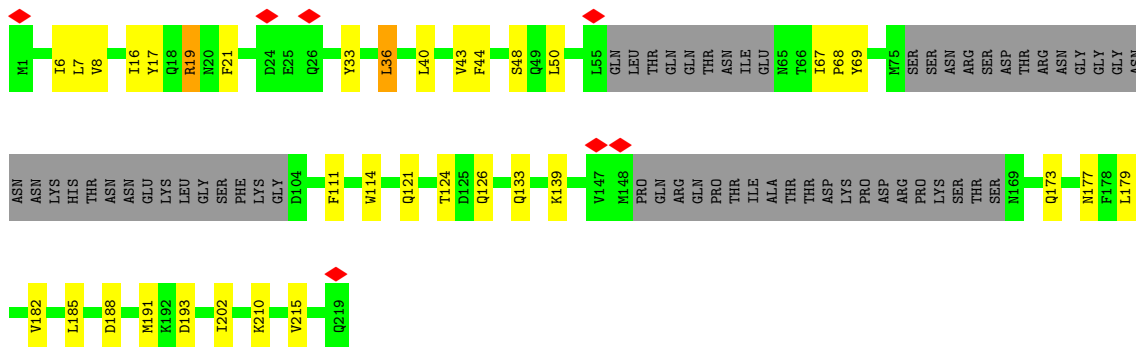 M1 I6 L7 V8 I16 Y17 Q18 R19 N20 F21 D24 E25 Q26 Y33 L36 L40 V43 F44 S48 Q49 L50 L55 GLN LEU THR GLN GLN THR ASN ILE GLU N65 T66 I67 P68 Y69 M75 SER SER ASN ARG SER ASP THR ARG ASN GLY GLY GLY ASN
ASN ASN LYS HIS THR ASN ASN GLU LYS LEU GLY SER PHE LYS GLY D104 F111 W114 Q121 T124 D125 Q126 Q133 K139 V147 M148 PRO GLN ARG GLN PRO THR ILE ALA THR THR ASP LYS PRO ASP ARG PRO LYS SER THR SER N169 Q173 N177 F178 L179
V182 L185 D188 M191 K192 D193 I202 K210 V215 Q219